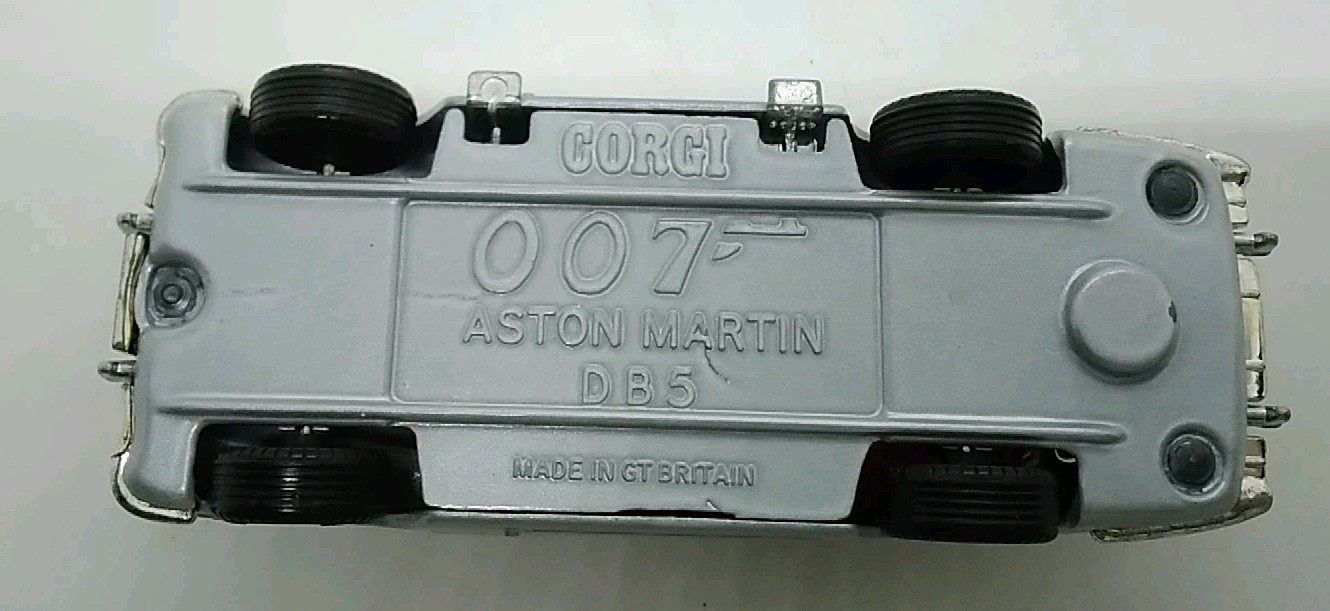 CORGI
007
ASTON MARTIN
DB5
MADE IN GT BRITAIN